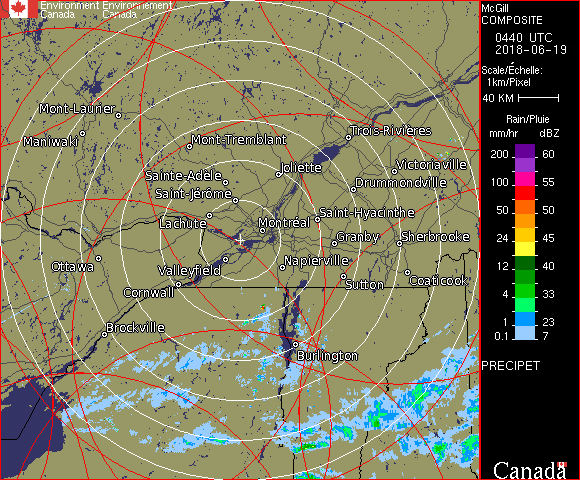 Environment Environnement
Canada Canada
McGill
COMPOSITE
0440 UTC
2018-06-19
Scale/Échelle:
1km/Pixel
40 KM
Rain/Pluie
mm/hr dBZ
200 60
150 57
100 55
50 50
24 45
12 40
4 33
1 23
0.1 7
PRECIPET
Canada
Mont-Laurier
Maniwaki
Mont-Tremblant
Trois-Rivières
Sainte-Adèle
Joliette
Victoriaville
Saint-Jérôme
Drummondville
Lachute
Montréal
Saint-Hyacinthe
Granby
Sherbrooke
Ottawa
Valleyfield
Napierville
Cornwall
Sutton
Coaticook
Brockville
Burlington